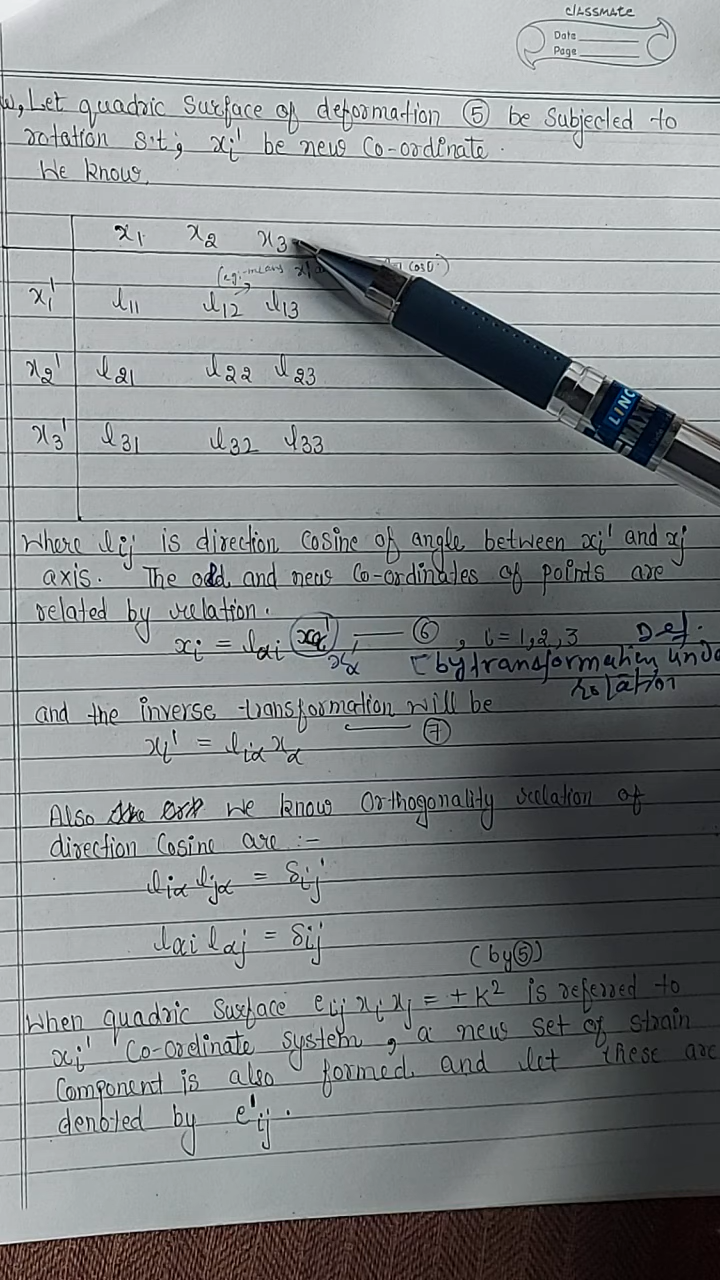 classmate
Date
Page
Let quadric surface of deformation ⑤ be subjected to
rotation s.t; xᵢ' be new co-ordinate.
We know,
x₁ x₂ x₃
(eg:-means cosθ.)
x₁' l₁₁ l₁₂ l₁₃
x₂' l₂₁ l₂₂ l₂₃
x₃' l₃₁ l₃₂ l₃₃
LINC
Where lᵢⱼ is direction cosine of angle between xᵢ' and xⱼ
axis. The old and new co-ordinates of points are
related by relation.
xᵢ = lαᵢ xα', — ⑥, i = 1,2,3 Def.
x'α [by transformation und
rotation
and the inverse transformation will be
xᵢ' = lᵢα xα — ⑦
Also we know Orthogonality relation of
direction cosine are :-
lᵢα lⱼα = δᵢⱼ
lαᵢ lαⱼ = δᵢⱼ
(by ⑤)
When quadric surface eᵢⱼ xᵢ xⱼ = ± K² is referred to
xᵢ' co-ordinate system, a new set of strain
component is also formed and let these are
denoted by e'ᵢⱼ.